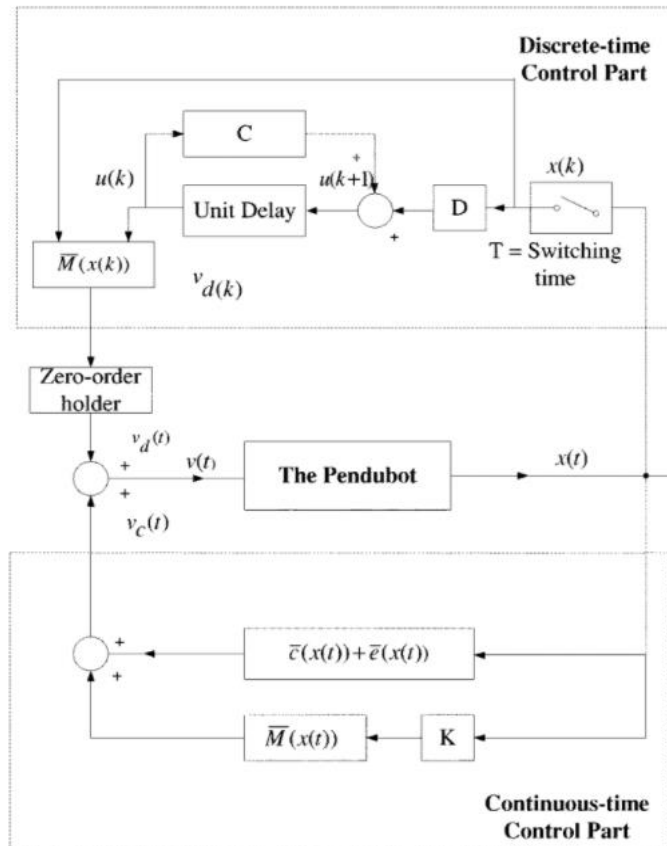 Discrete-time
Control Part
C
x(k)
u(k)
+
u(k+1)
Unit Delay
D
+
T = Switching
time
M̅(x(k))
v_d(k)
Zero-order
holder
v_d(t)
+
v(t)
The Pendubot
x(t)
+
v_c(t)
+
c̅(x(t))+e̅(x(t))
+
M̅(x(t))
K
Continuous-time
Control Part